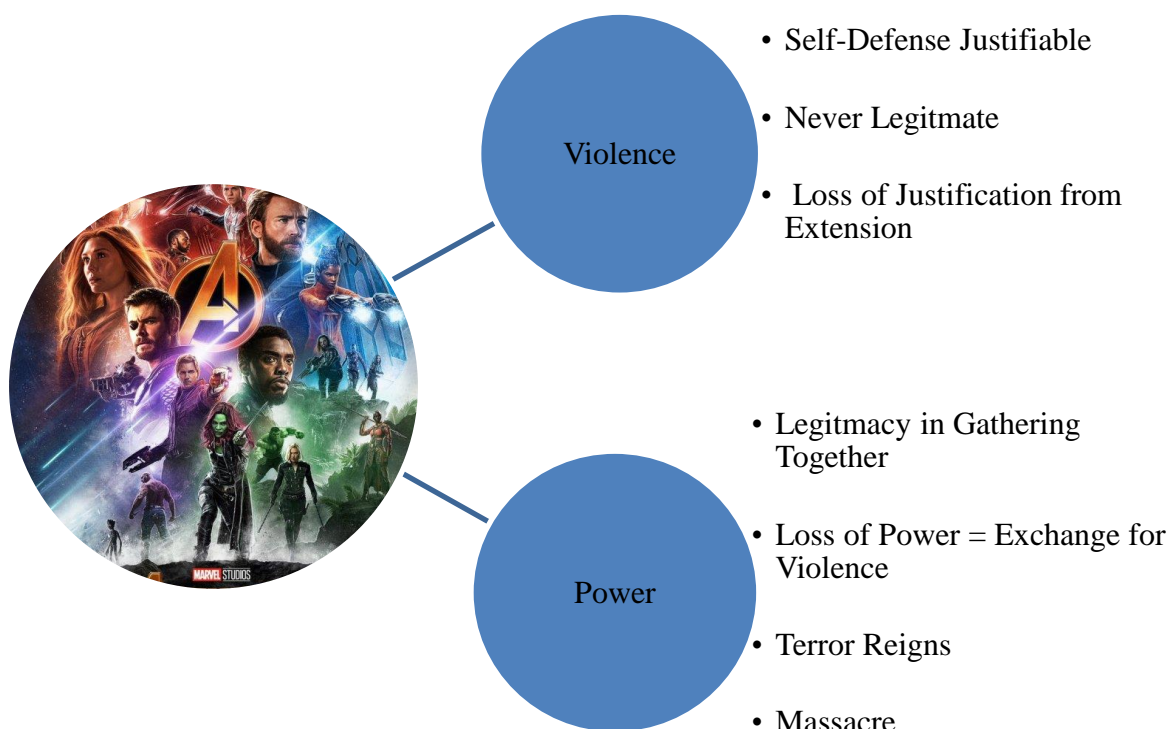 • Self-Defense Justifiable
Violence
• Never Legitmate
• Loss of Justification from
Extension
MARVEL STUDIOS
• Legitmacy in Gathering
Together
• Loss of Power = Exchange for
Violence
Power
• Terror Reigns
• Massacre